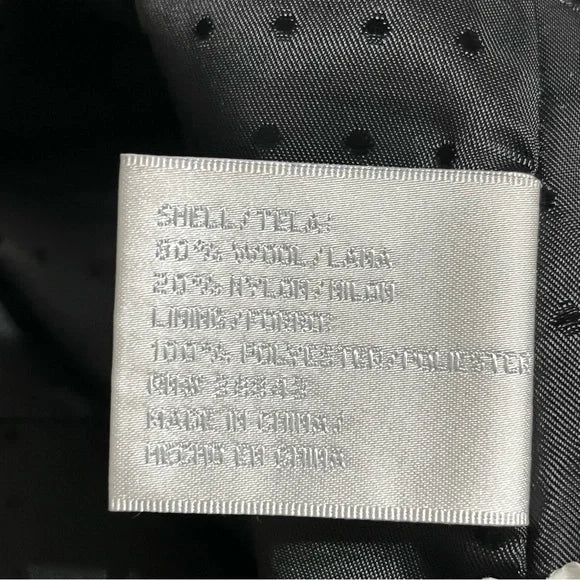 SHELL/TELA:
80% WOOL/LANA
20% NYLON/NILON
LINING/FORRO:
100% POLYESTER/POLIESTER
RN#
MADE IN CHINA/
HECHO EN CHINA